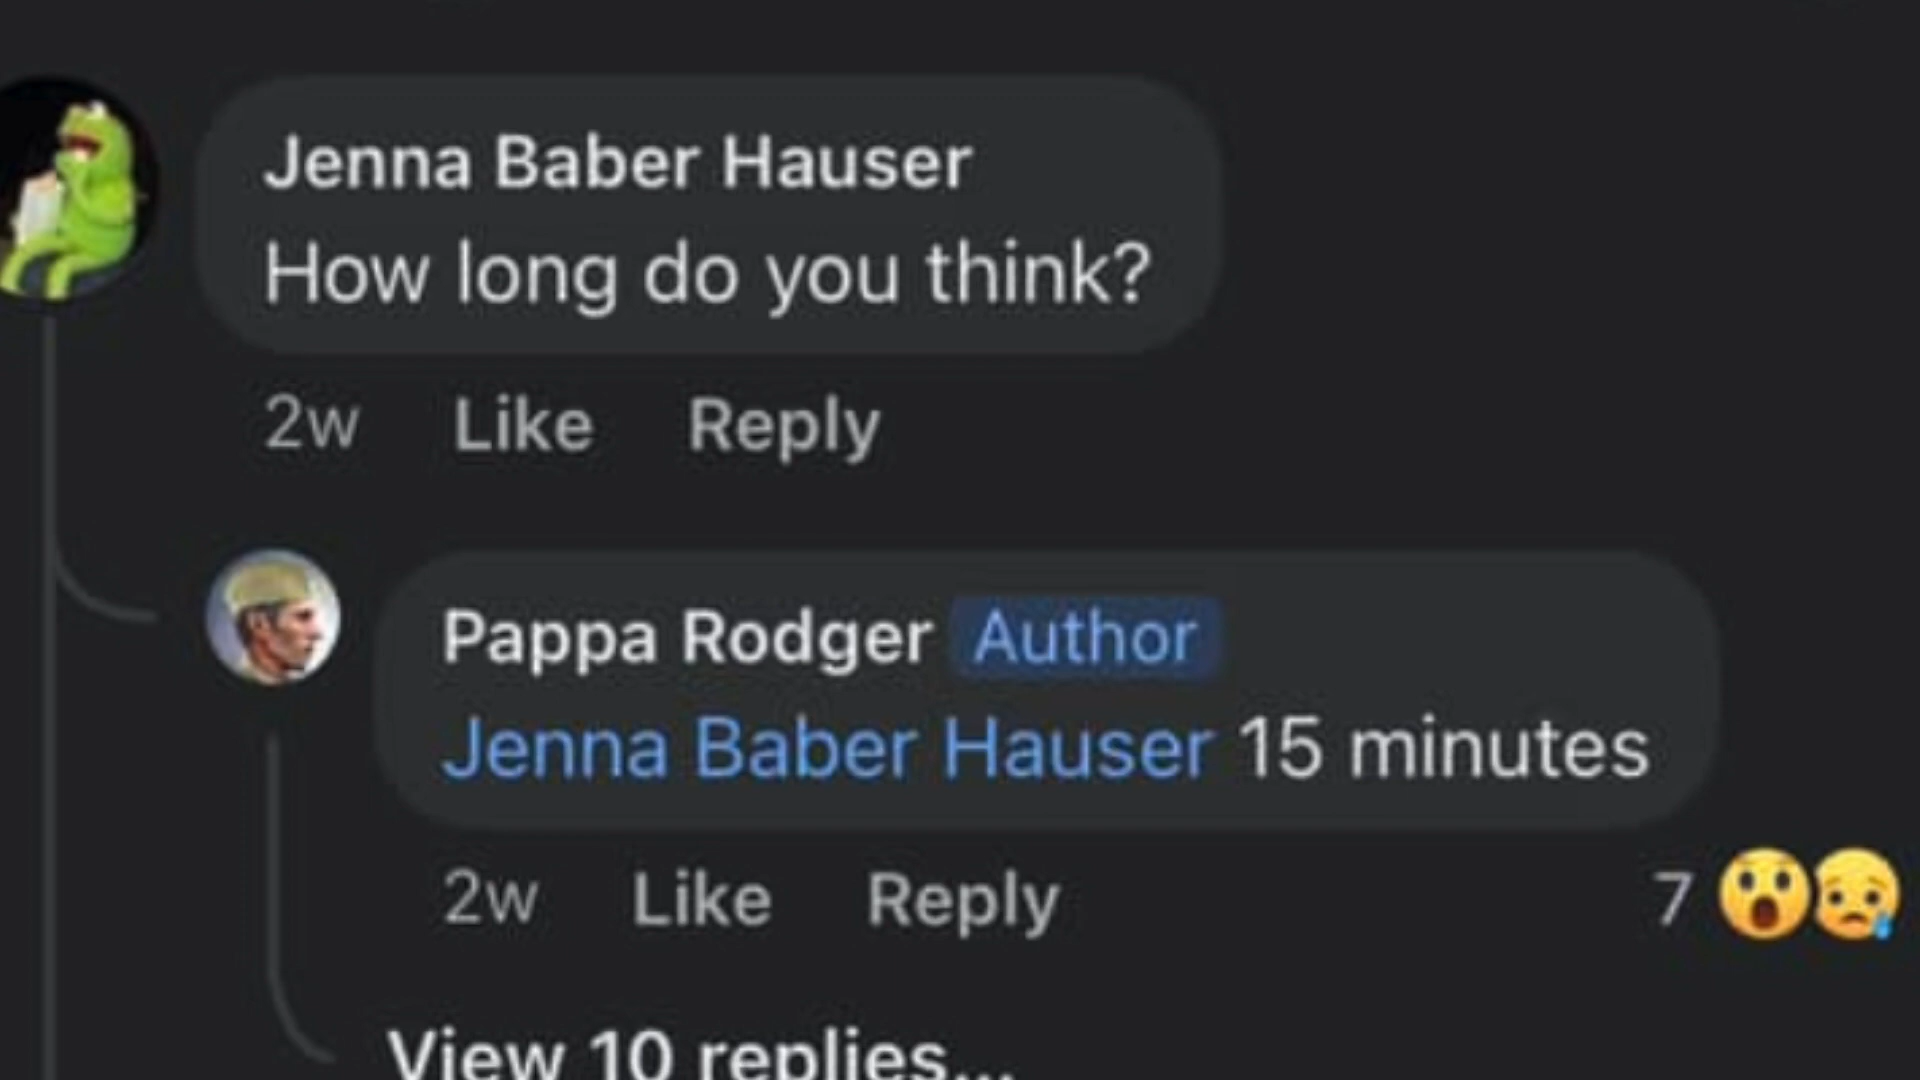 Jenna Baber Hauser
How long do you think?
2w Like Reply
Pappa Rodger Author
Jenna Baber Hauser 15 minutes
2w Like Reply 7
View 10 replies...